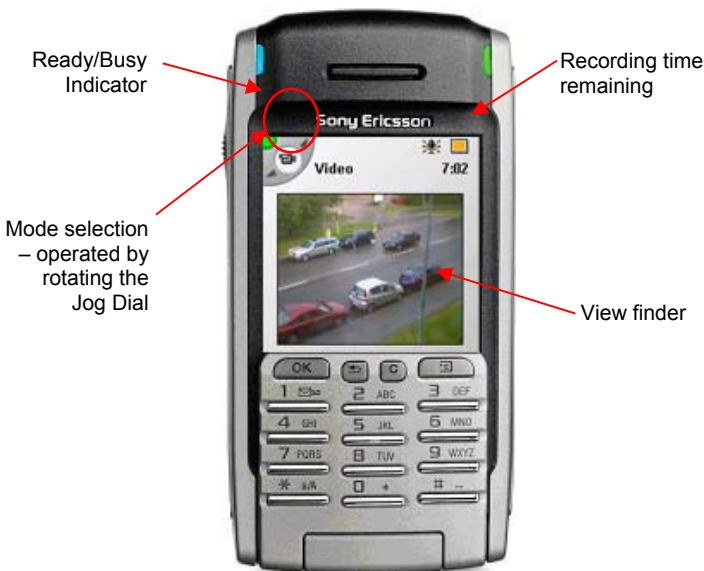 Ready/Busy
Indicator
Recording time
remaining
Sony Ericsson
Video 7:02
Mode selection
– operated by
rotating the
Jog Dial
View finder
OK C
1 2 ABC 3 DEF
4 GHI 5 JKL 6 MNO
7 PQRS 8 TUV 9 WXYZ
* a/A 0 + #